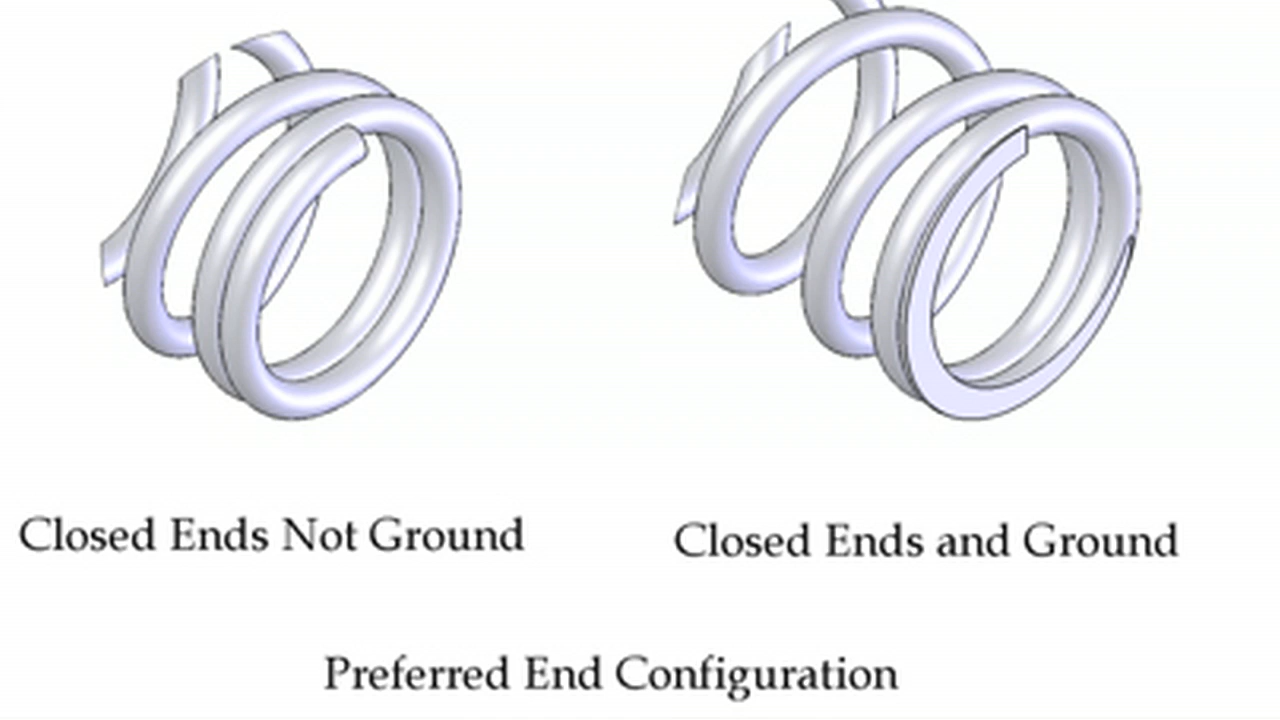 Closed Ends Not Ground
Closed Ends and Ground
Preferred End Configuration